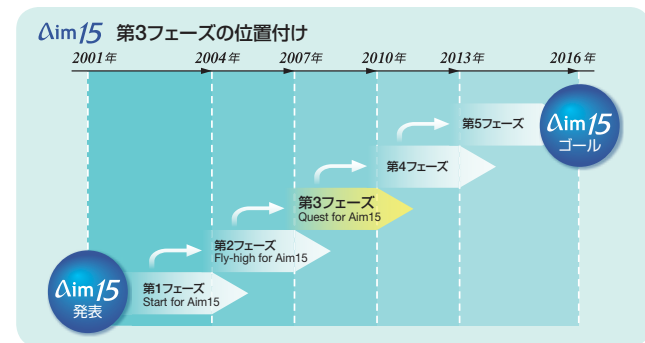 Aim15 第3フェーズの位置付け
2001年 2004年 2007年 2010年 2013年 2016年
Aim15
ゴール
第5フェーズ
第4フェーズ
第3フェーズ
Quest for Aim15
第2フェーズ
Fly-high for Aim15
第1フェーズ
Start for Aim15
Aim15
発表